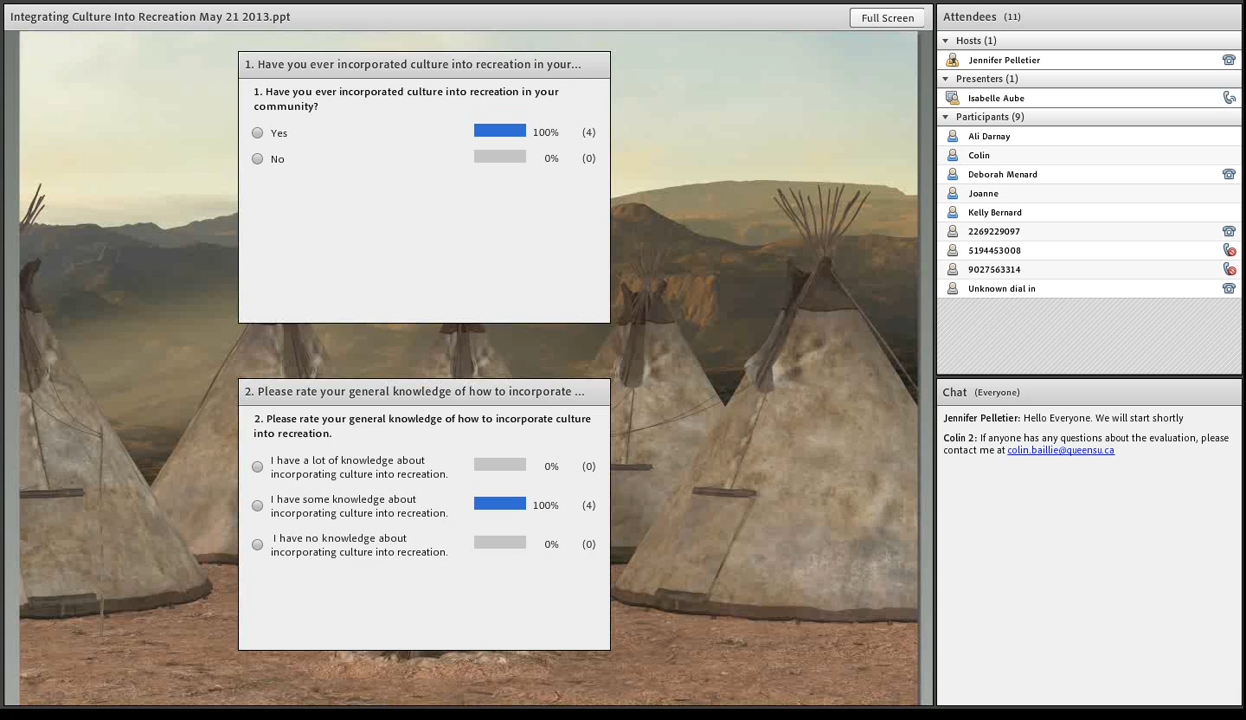 Integrating Culture Into Recreation May 21 2013.ppt
Full Screen
1. Have you ever incorporated culture into recreation in your...
1. Have you ever incorporated culture into recreation in your
community?
Yes 100% (4)
No 0% (0)
2. Please rate your general knowledge of how to incorporate ...
2. Please rate your general knowledge of how to incorporate culture
into recreation.
I have a lot of knowledge about
incorporating culture into recreation. 0% (0)
I have some knowledge about
incorporating culture into recreation. 100% (4)
I have no knowledge about
incorporating culture into recreation. 0% (0)
Attendees (11)
Hosts (1)
Jennifer Pelletier
Presenters (1)
Isabelle Aube
Participants (9)
Ali Darnay
Colin
Deborah Menard
Joanne
Kelly Bernard
2269229097
5194453008
9027563314
Unknown dial in
Chat (Everyone)
Jennifer Pelletier: Hello Everyone. We will start shortly
Colin 2: If anyone has any questions about the evaluation, please
contact me at colin.baillie@queensu.ca